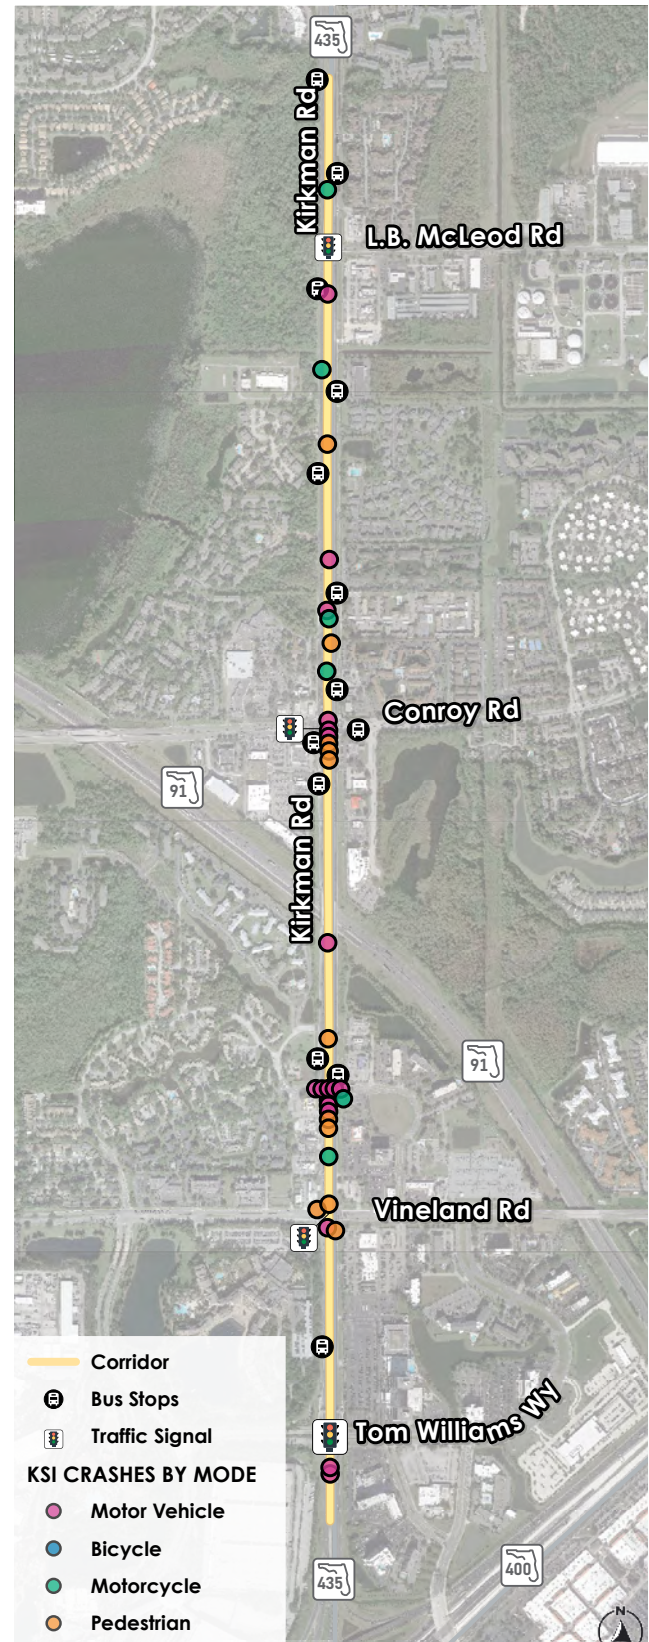 435
Kirkman Rd
L.B. McLeod Rd
Conroy Rd
91
Kirkman Rd
91
Vineland Rd
Tom Williams Wy
Corridor
Bus Stops
Traffic Signal
KSI CRASHES BY MODE
Motor Vehicle
Bicycle
Motorcycle
Pedestrian
435
400
N